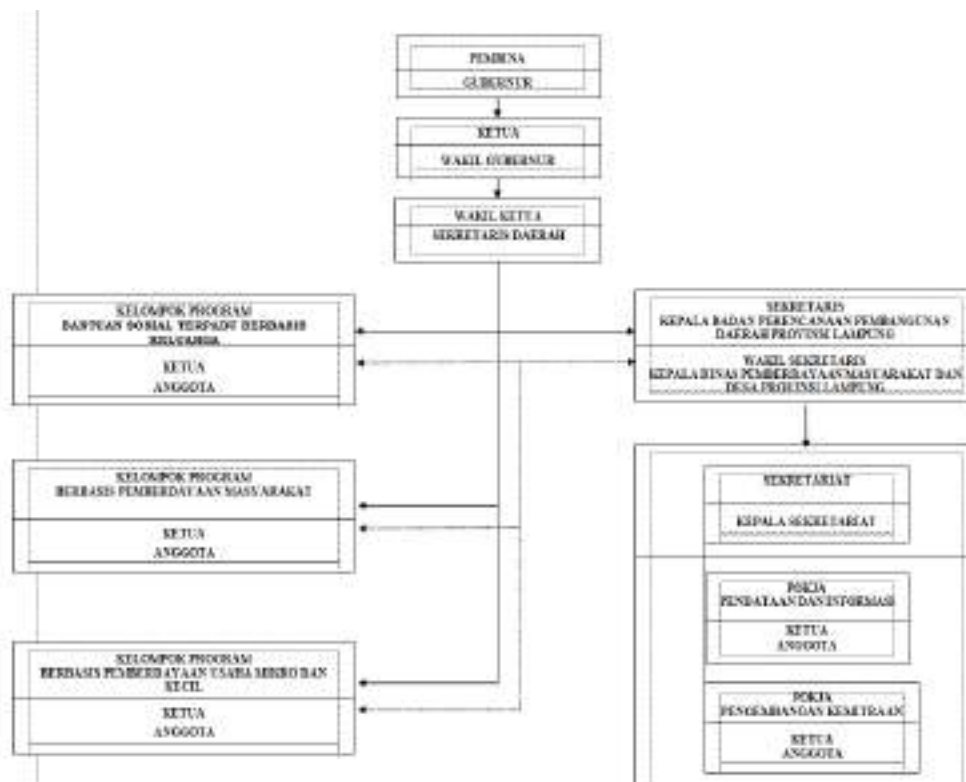 PEMBINA
GUBERNUR
KETUA
WAKIL GUBERNUR
WAKIL KETUA
SEKRETARIS DAERAH
KELOMPOK PROGRAM
BANTUAN SOSIAL TERPADU BERBASIS
KELUARGA
KETUA
ANGGOTA
SEKRETARIS
KEPALA BADAN PERENCANAAN PEMBANGUNAN
DAERAH PROVINSI LAMPUNG
WAKIL SEKRETARIS
KEPALA DINAS PEMBERDAYAAN MASYARAKAT DAN
DESA PROVINSI LAMPUNG
KELOMPOK PROGRAM
BERBASIS PEMBERDAYAAN MASYARAKAT
KETUA
ANGGOTA
SEKRETARIAT
KEPALA SEKRETARIAT
POKJA
PENDATAAN DAN INFORMASI
KETUA
ANGGOTA
KELOMPOK PROGRAM
BERBASIS PEMBERDAYAAN USAHA MIKRO DAN
KECIL
KETUA
ANGGOTA
POKJA
PENGEMBANGAN KEMITRAAN
KETUA
ANGGOTA